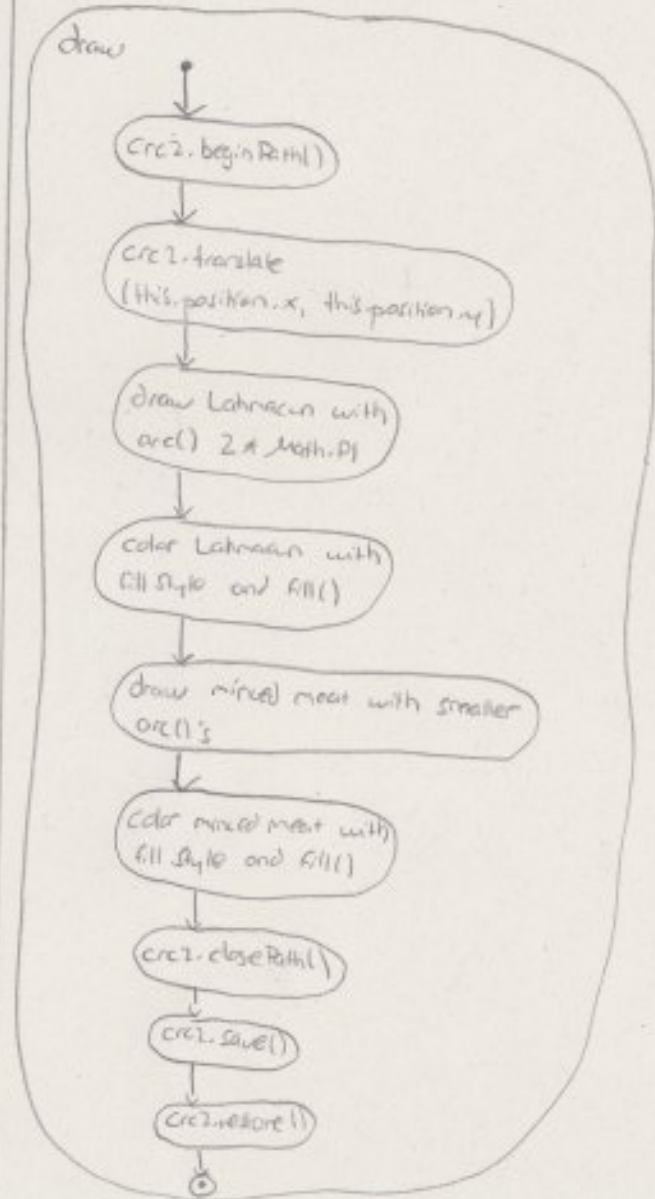 draw
crc2.beginPath()
crc2.translate
(this.position.x, this.position.y)
draw Lahmacun with
arc() 2 * Math.PI
color Lahmacun with
fillStyle and fill()
draw minced meat with smaller
arc()'s
color minced meat with
fillStyle and fill()
crc2.closePath()
crc2.save()
crc2.restore()